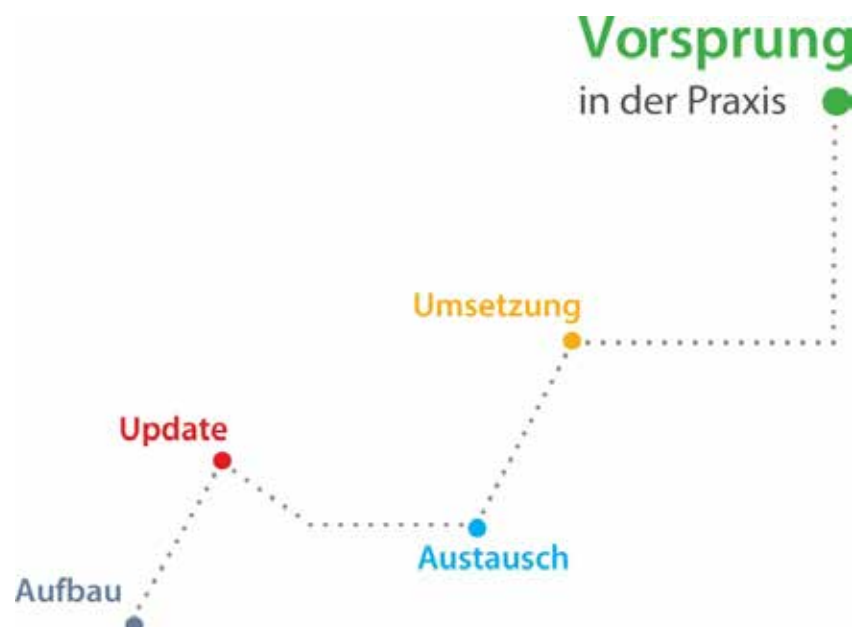 Vorsprung
in der Praxis
Umsetzung
Update
Austausch
Aufbau